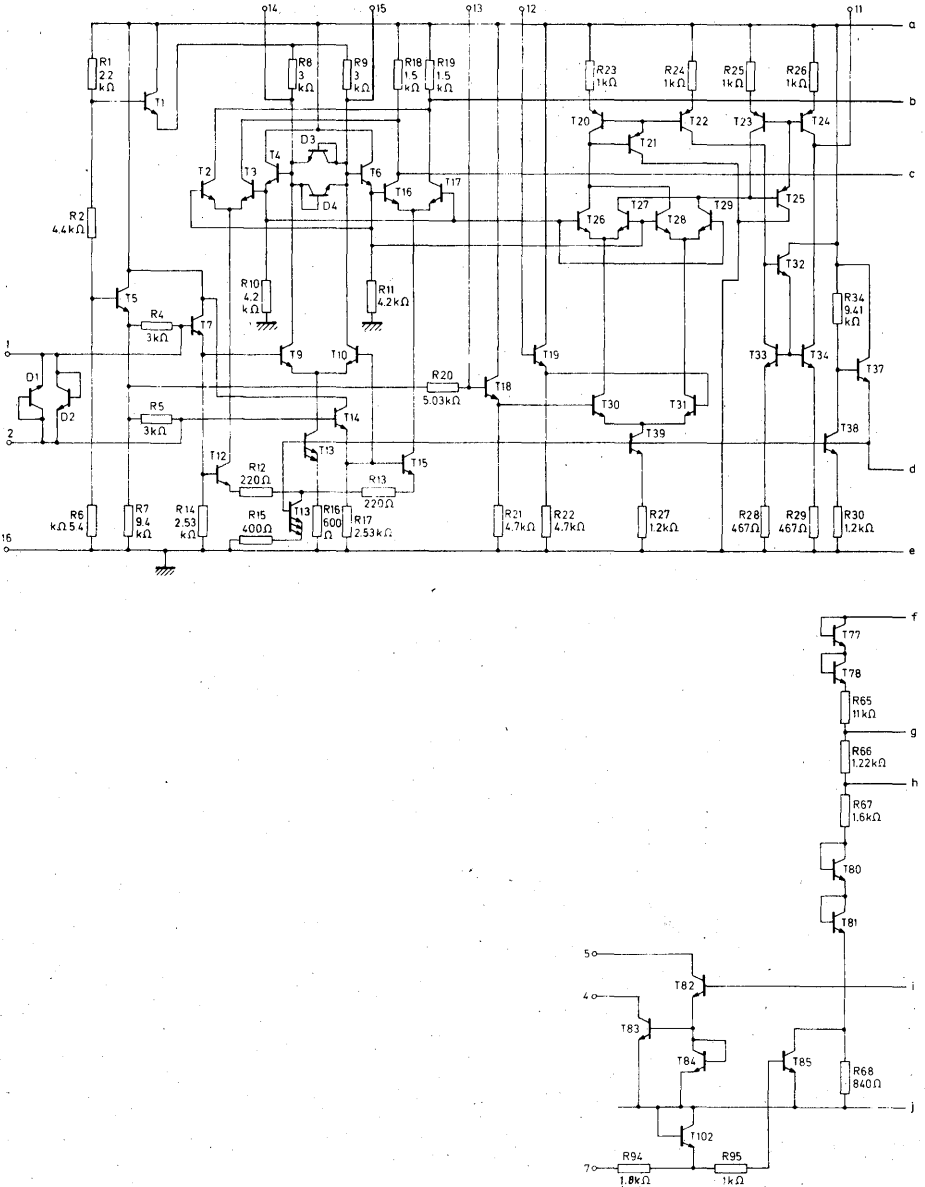 14
15
13
12
11
a
R1
2.2
kΩ
T1
R8
3
kΩ
R9
3
kΩ
R18
1.5
kΩ
R19
1.5
kΩ
R23
1kΩ
R24
1kΩ
R25
1kΩ
R26
1kΩ
b
T20
T22
T23
T24
T21
D3
T4
T2
T3
T6
T16
T17
D4
c
T26
T27
T28
T29
T25
R2
4.4kΩ
T32
R10
4.2
kΩ
R11
4.2kΩ
T5
R4
3kΩ
T7
R34
9.41
kΩ
1
T9
T10
T19
T33
T34
T37
D1
D2
R20
5.03kΩ
T18
T30
T31
R5
3kΩ
T14
2
T13
T39
T38
T12
T15
d
R12
220Ω
R13
220Ω
R6
kΩ5.4
R7
9.4
kΩ
R14
2.53
kΩ
R15
400Ω
T13
R16
600
Ω
R17
2.53kΩ
R21
4.7kΩ
R22
4.7kΩ
R27
1.2kΩ
R28
467Ω
R29
467Ω
R30
1.2kΩ
16
e
f
T77
T78
R65
11kΩ
g
R66
1.22kΩ
h
R67
1.6kΩ
T80
T81
5
T82
i
4
T83
T84
T85
R68
840Ω
j
T102
7
R94
1.8kΩ
R95
1kΩ